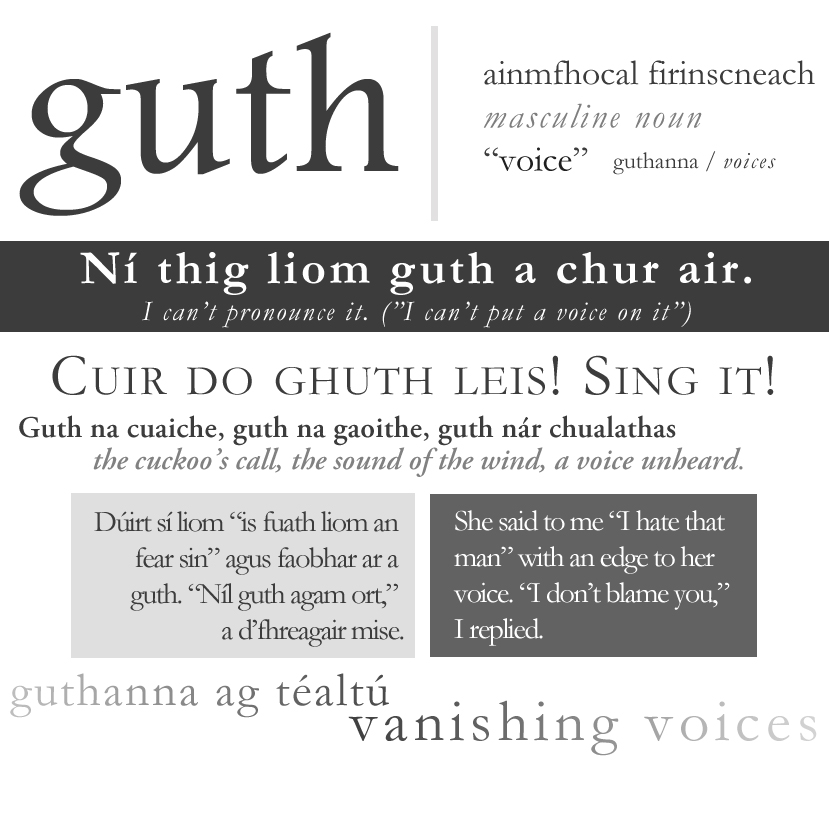 guth
ainmfhocal firinscneach
masculine noun
“voice” guthanna / voices
Ní thig liom guth a chur air.
I can’t pronounce it. (”I can’t put a voice on it”)
Cuir do ghuth leis! Sing it!
Guth na cuaiche, guth na gaoithe, guth nár chualathas
the cuckoo’s call, the sound of the wind, a voice unheard.
Dúirt sí liom “is fuath liom an
fear sin” agus faobhar ar a
guth. “Níl guth agam ort,”
a d’fhreagair mise.
She said to me “I hate that
man” with an edge to her
voice. “I don’t blame you,”
I replied.
guthanna ag téaltú
vanishing voices